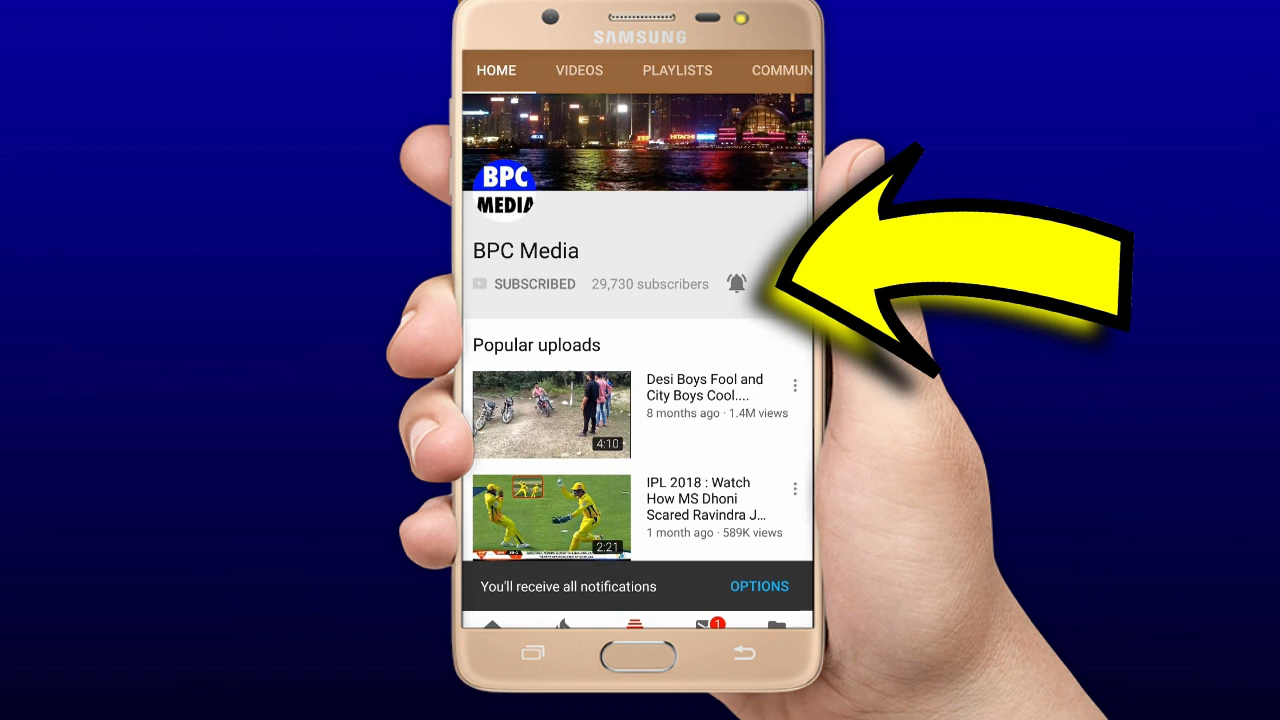 SAMSUNG
HOME VIDEOS PLAYLISTS COMMUN
HITACHI
BPC
MEDIA
BPC Media
SUBSCRIBED 29,730 subscribers
Popular uploads
Desi Boys Fool and
City Boys Cool....
8 months ago · 1.4M views
4:10
IPL 2018 : Watch
How MS Dhoni
Scared Ravindra J...
1 month ago · 589K views
2:21
You'll receive all notifications OPTIONS
1